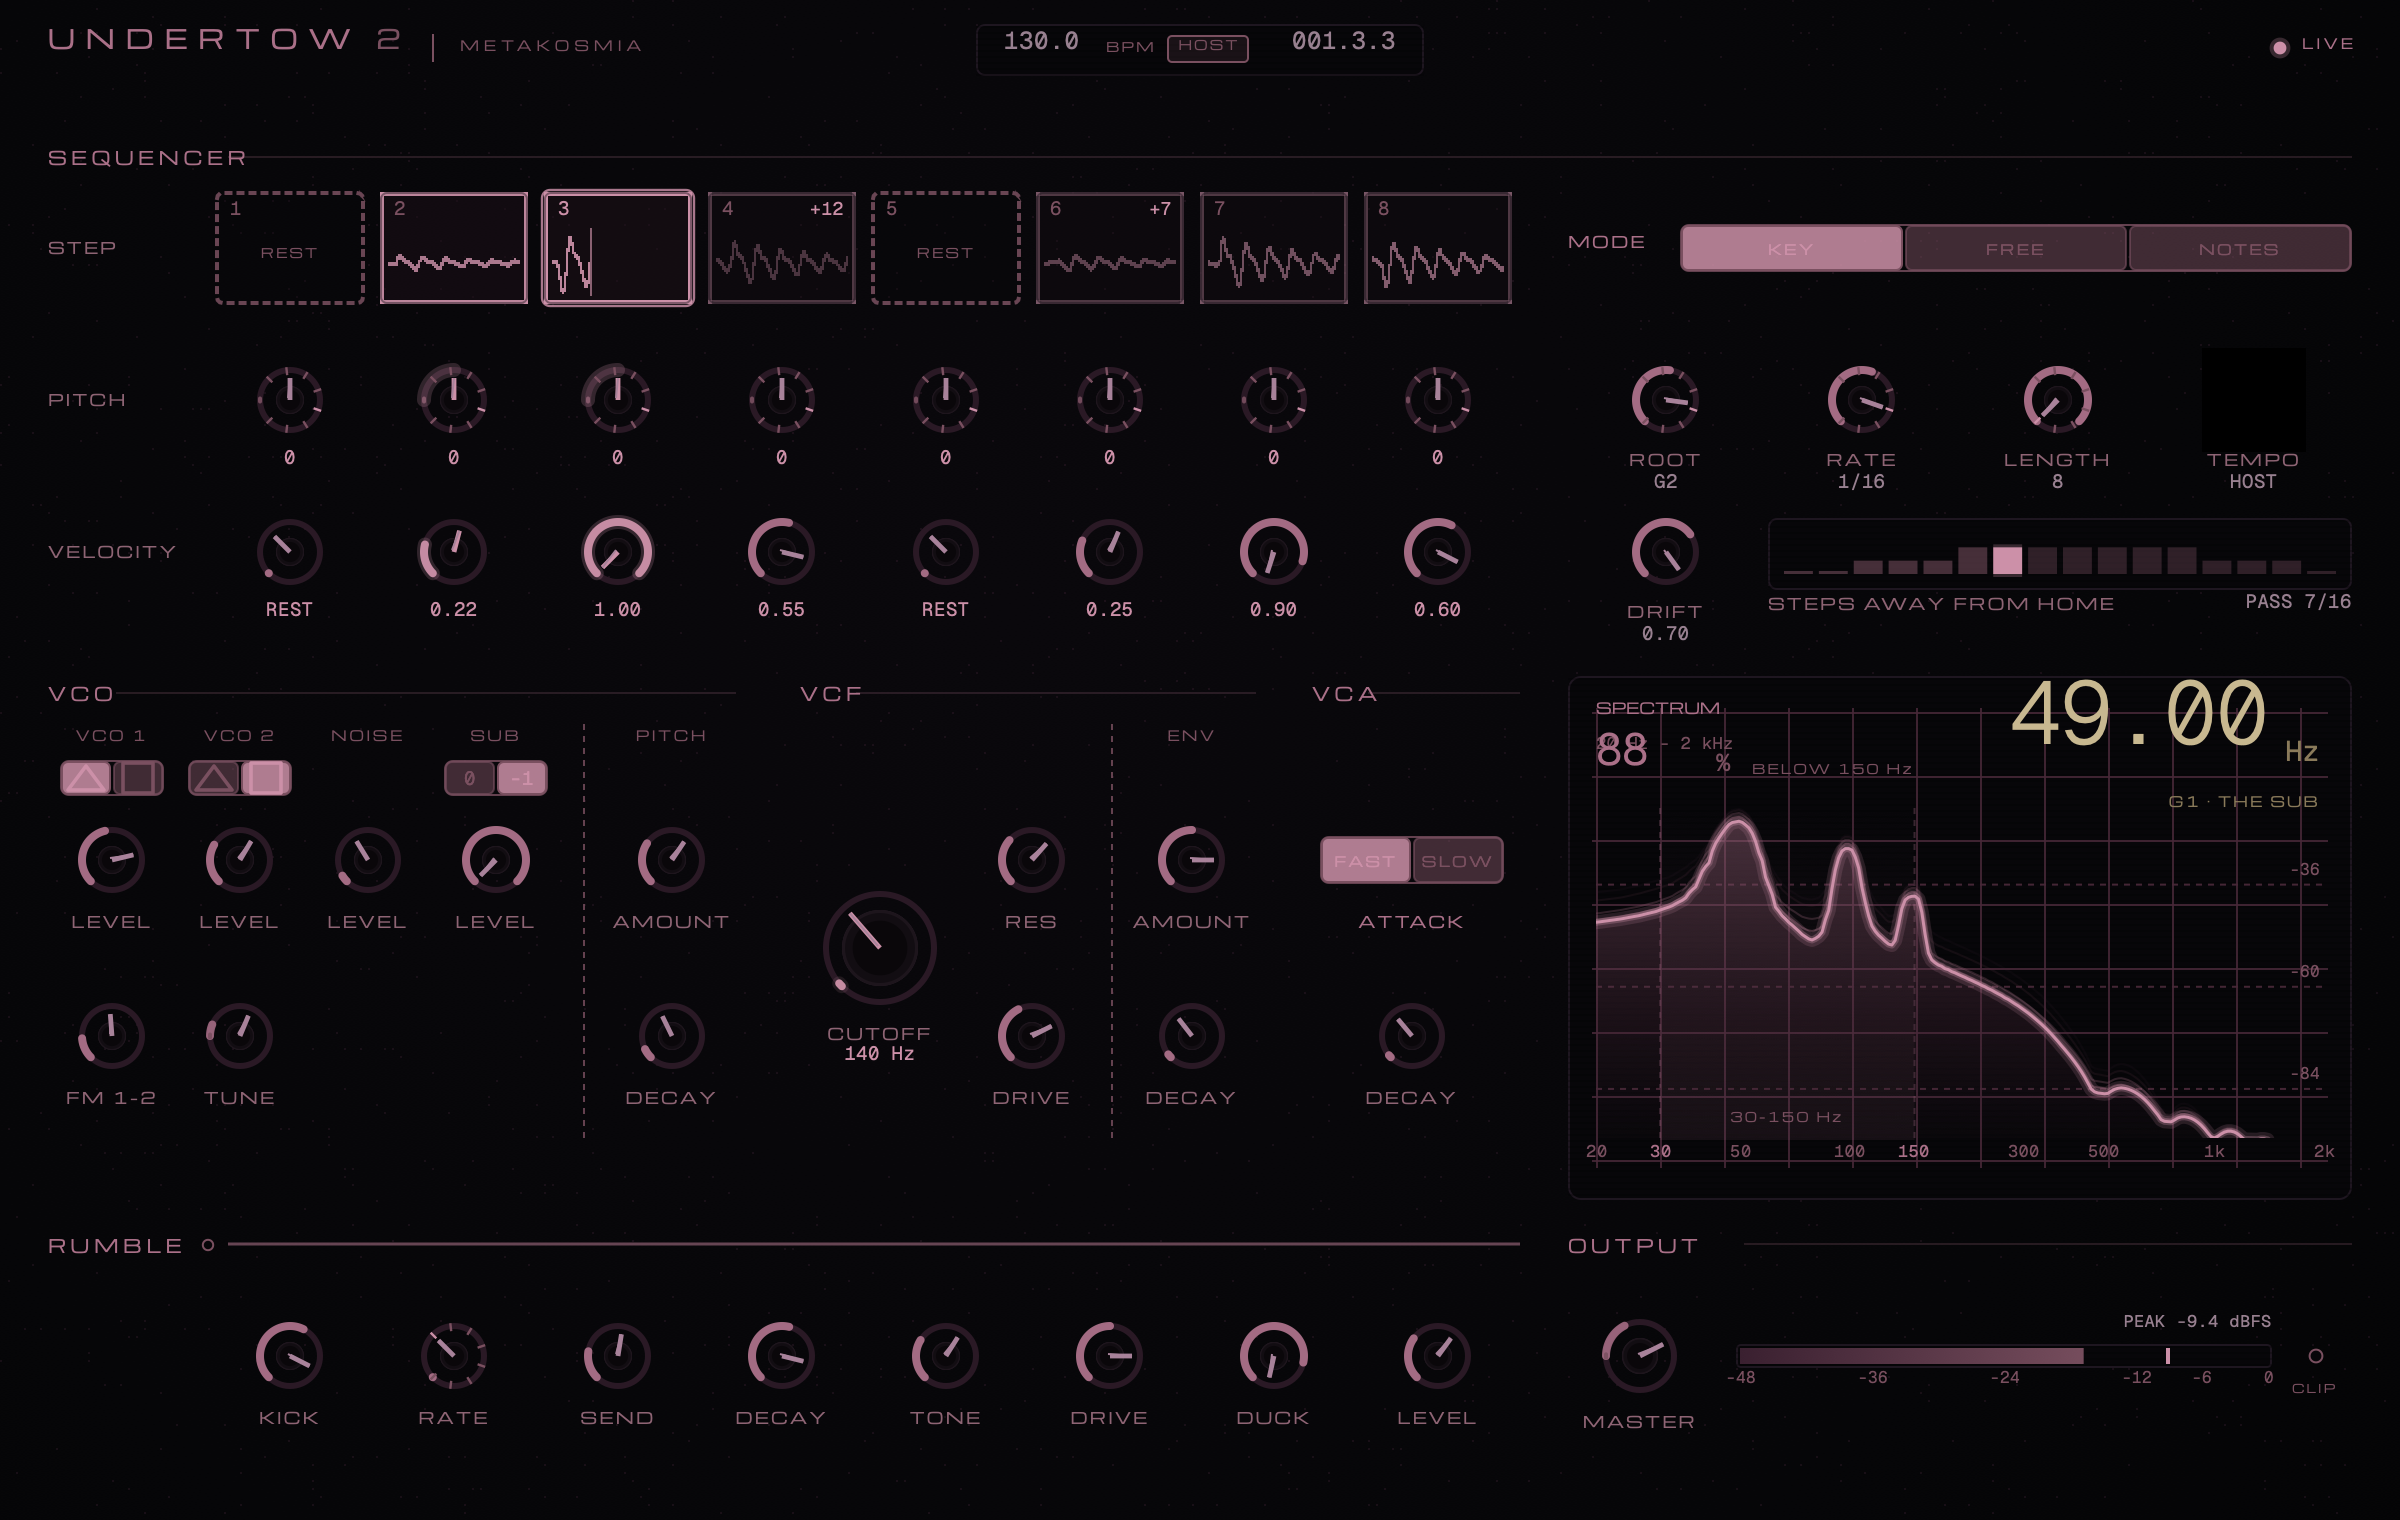 UNDERTOW 2 | METAKOSMIA
130.0 BPM HOST 001.3.3
LIVE
SEQUENCER
STEP
1 REST
2
3
4 +12
5 REST
6 +7
7
8
MODE KEY FREE NOTES
PITCH 0 0 0 0 0 0 0 0
ROOT RATE LENGTH TEMPO
G2 1/16 8 HOST
VELOCITY REST 0.22 1.00 0.55 REST 0.25 0.90 0.60
DRIFT
0.70
STEPS AWAY FROM HOME PASS 7/16
VCO VCF VCA
VCO 1 VCO 2 NOISE SUB PITCH ENV
0 -1
FAST SLOW
LEVEL LEVEL LEVEL LEVEL AMOUNT RES AMOUNT ATTACK
CUTOFF
140 Hz
FM 1-2 TUNE DECAY DRIVE DECAY DECAY
SPECTRUM
49.00 Hz
20 Hz - 2 kHz
88 % BELOW 150 Hz
G1 · THE SUB
-36
-60
-84
30-150 Hz
20 30 50 100 150 300 500 1k 2k
RUMBLE
KICK RATE SEND DECAY TONE DRIVE DUCK LEVEL
OUTPUT
PEAK -9.4 dBFS
-48 -36 -24 -12 -6 0
CLIP
MASTER